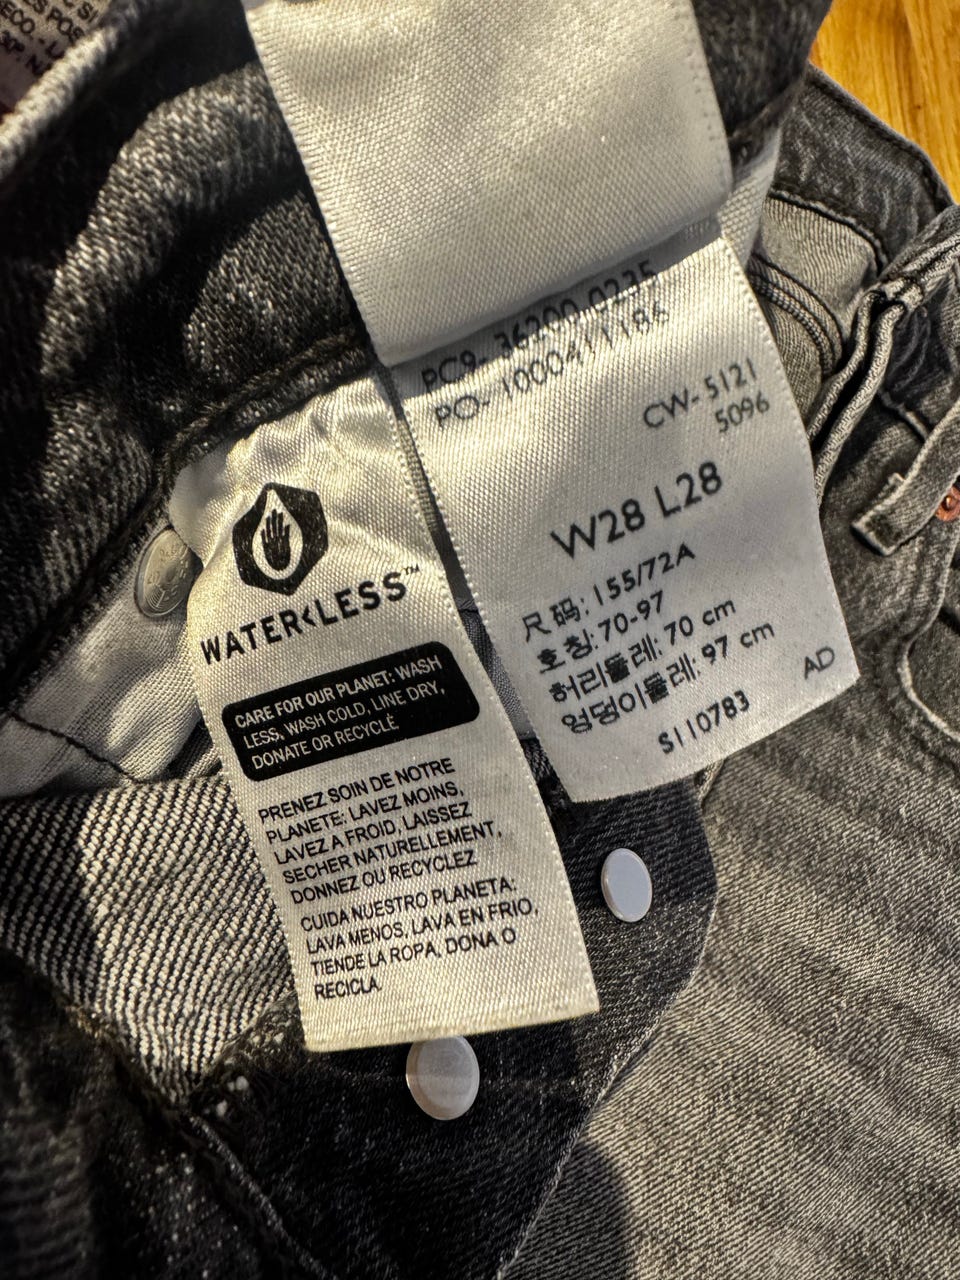 PC9- 36200 0235
PO- 1000411186
CW- 5121
5096
W28 L28
尺码: 155/72A
호칭: 70-97
허리둘레: 70 cm
엉덩이둘레: 97 cm
AD
S110783
WATER<LESS™
CARE FOR OUR PLANET: WASH
LESS, WASH COLD, LINE DRY,
DONATE OR RECYCLE
PRENEZ SOIN DE NOTRE
PLANETE: LAVEZ MOINS,
LAVEZ A FROID, LAISSEZ
SECHER NATURELLEMENT,
DONNEZ OU RECYCLEZ
CUIDA NUESTRO PLANETA:
LAVA MENOS, LAVA EN FRIO,
TIENDE LA ROPA, DONA O
RECICLA.